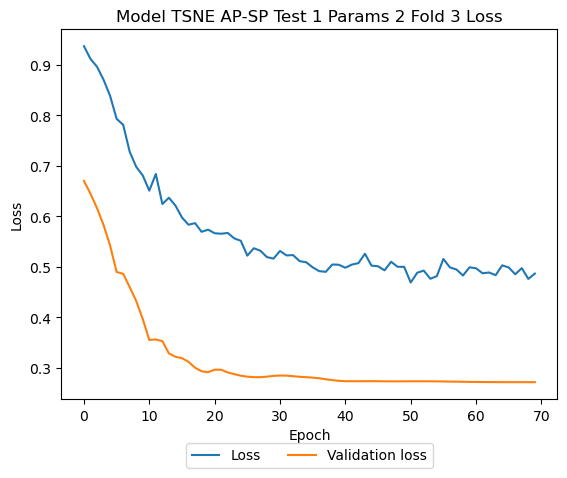 Model TSNE AP-SP Test 1 Params 2 Fold 3 Loss
0.9
0.8
0.7
0.6
0.5
0.4
0.3
Loss
0 10 20 30 40 50 60 70
Epoch
Loss Validation loss